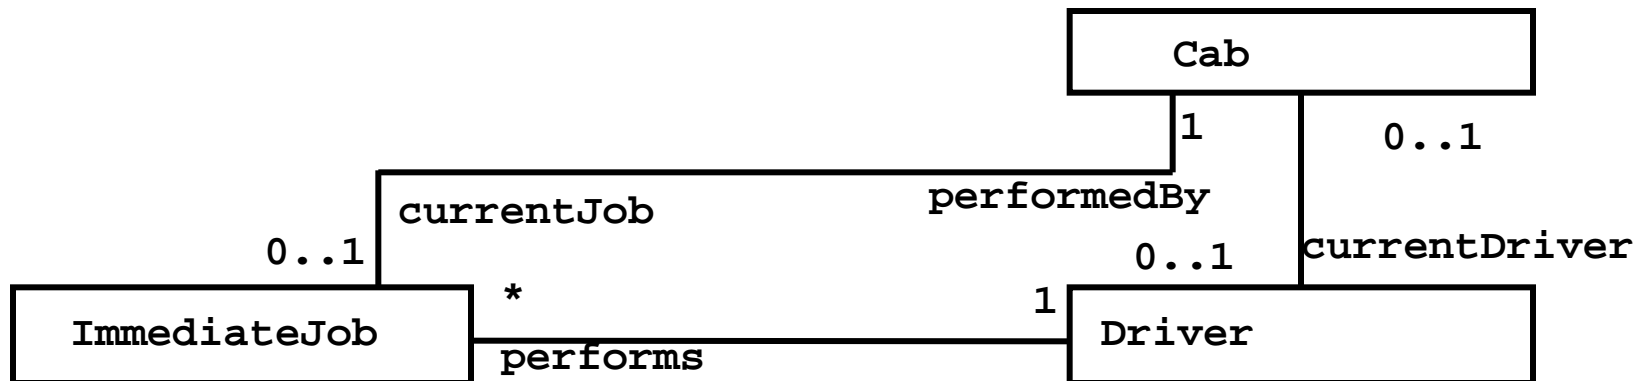 Cab
1
0..1
performedBy
currentJob
currentDriver
0..1
0..1
*
1
ImmediateJob
Driver
performs